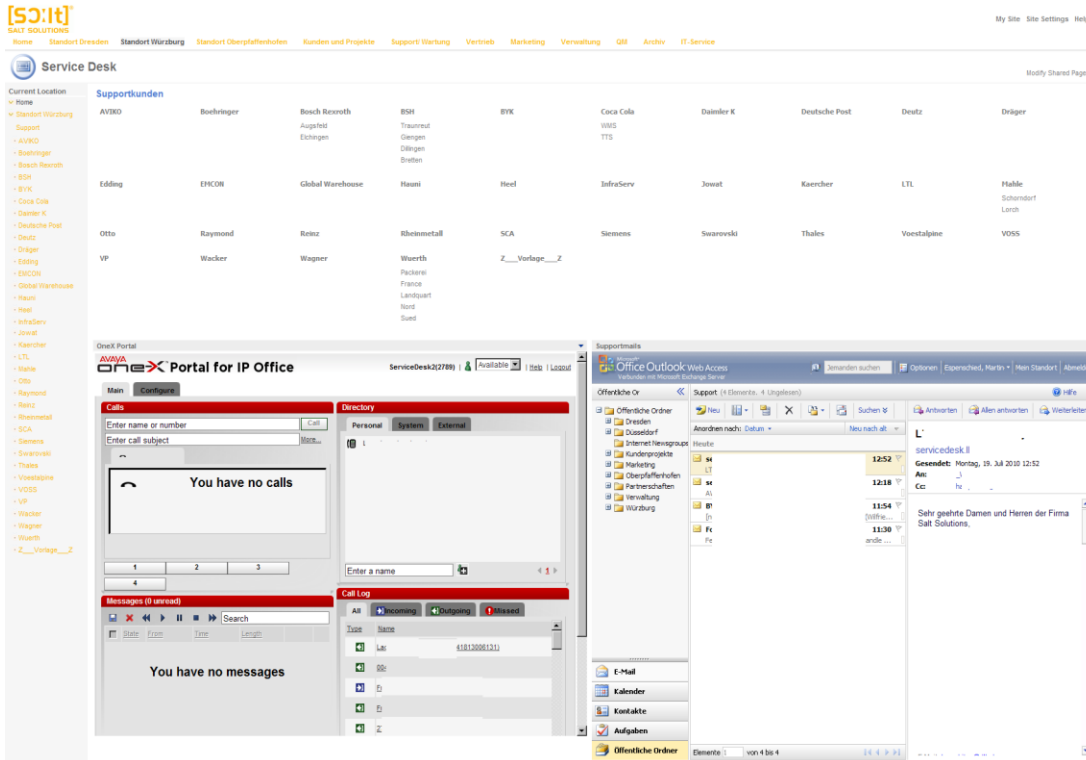 [SO:lt]
SALT SOLUTIONS
My Site Site Settings Help
Home Standort Dresden Standort Würzburg Standort Oberpfaffenhofen Kunden und Projekte Support/ Wartung Vertrieb Marketing Verwaltung QM Archiv IT-Service
Service Desk
Modify Shared Page
Current Location
Home
Standort Würzburg
Support
AVIKO
Boehringer
Bosch Rexroth
BSH
BYK
Coca Cola
Daimler K
Deutsche Post
Deutz
Dräger
Edding
EMCON
Global Warehouse
Hauni
Heel
InfraServ
Jowat
Kaercher
LTL
Mahle
Otto
Raymond
Reinz
Rheinmetall
SCA
Siemens
Swarovski
Thales
Voestalpine
VOSS
VP
Wacker
Wagner
Wuerth
Z___Vorlage___Z
Supportkunden
AVIKO Boehringer Bosch Rexroth BSH BYK Coca Cola Daimler K Deutsche Post Deutz Dräger
Augsfeld Traunreut WMS
Elchingen Giengen TTS
Dillingen
Bretten
Edding EMCON Global Warehouse Hauni Heel InfraServ Jowat Kaercher LTL Mahle
Schorndorf
Lorch
Otto Raymond Reinz Rheinmetall SCA Siemens Swarovski Thales Voestalpine VOSS
VP Wacker Wagner Wuerth Z___Vorlage___Z
Packerei
France
Landquart
Nord
Sued
OneX Portal
AVAYA
one-X Portal for IP Office
ServiceDesk2(2789) | Available | Help | Logout
Main Configure
Calls
Enter name or number Call
Enter call subject More...
You have no calls
1 2 3
4
Messages (0 unread)
Search
State From Time Length
You have no messages
Directory
Personal System External
Enter a name
1
Call Log
All Incoming Outgoing Missed
Type Name
41013000131)
Supportmails
Microsoft
Office Outlook Web Access
Verbunden mit Microsoft Exchange Server
Jemanden suchen Optionen Espensched, Martin Mein Standort Abmeld
Öffentliche Or
Support (4 Elemente, 4 Ungelesen)
Hilfe
Öffentliche Ordner
Dresden
Düsseldorf
Internet Newsgroups
Kundenprojekte
Marketing
Oberpfaffenhofen
Partnerschaften
Verwaltung
Würzburg
Neu Suchen
Anordnen nach: Datum Neu nach alt
Heute
12:52
12:18
11:54
[Wilfrie...
11:30
andle ...
Antworten Allen antworten Weiterleiten
servicedesk.ll
Gesendet: Montag, 19. Juli 2010 12:52
An:
Cc:
Sehr geehrte Damen und Herren der Firma
Salt Solutions,
E-Mail
Kalender
Kontakte
Aufgaben
Öffentliche Ordner
Elemente von 4 bis 4